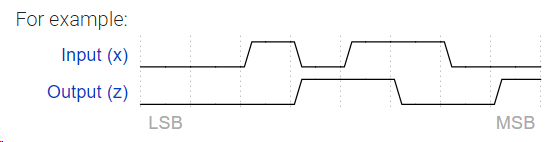 For example:
Input (x)
Output (z)
LSB MSB